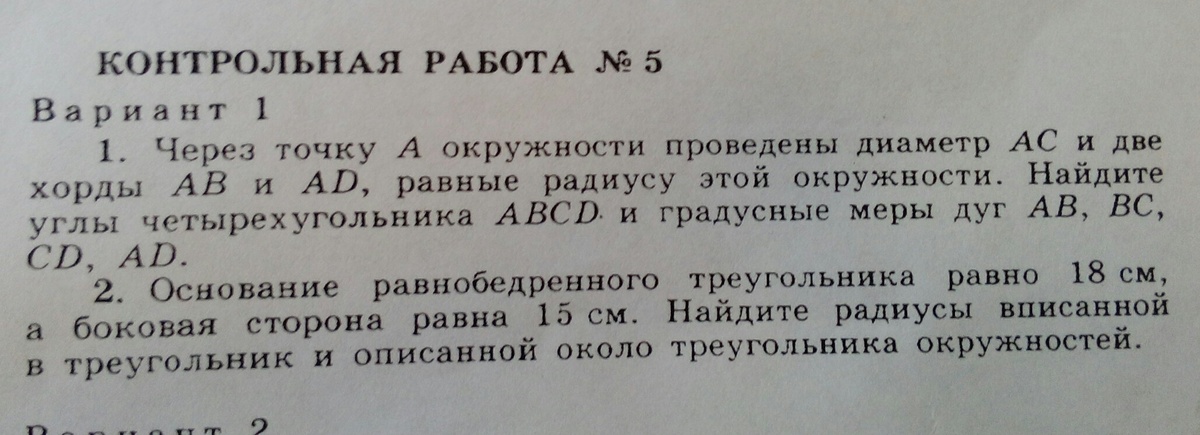 КОНТРОЛЬНАЯ РАБОТА № 5
Вариант 1
1. Через точку A окружности проведены диаметр AC и две
хорды AB и AD, равные радиусу этой окружности. Найдите
углы четырехугольника ABCD и градусные меры дуг AB, BC,
CD, AD.
2. Основание равнобедренного треугольника равно 18 см,
а боковая сторона равна 15 см. Найдите радиусы вписанной
в треугольник и описанной около треугольника окружностей.
Вариант 2